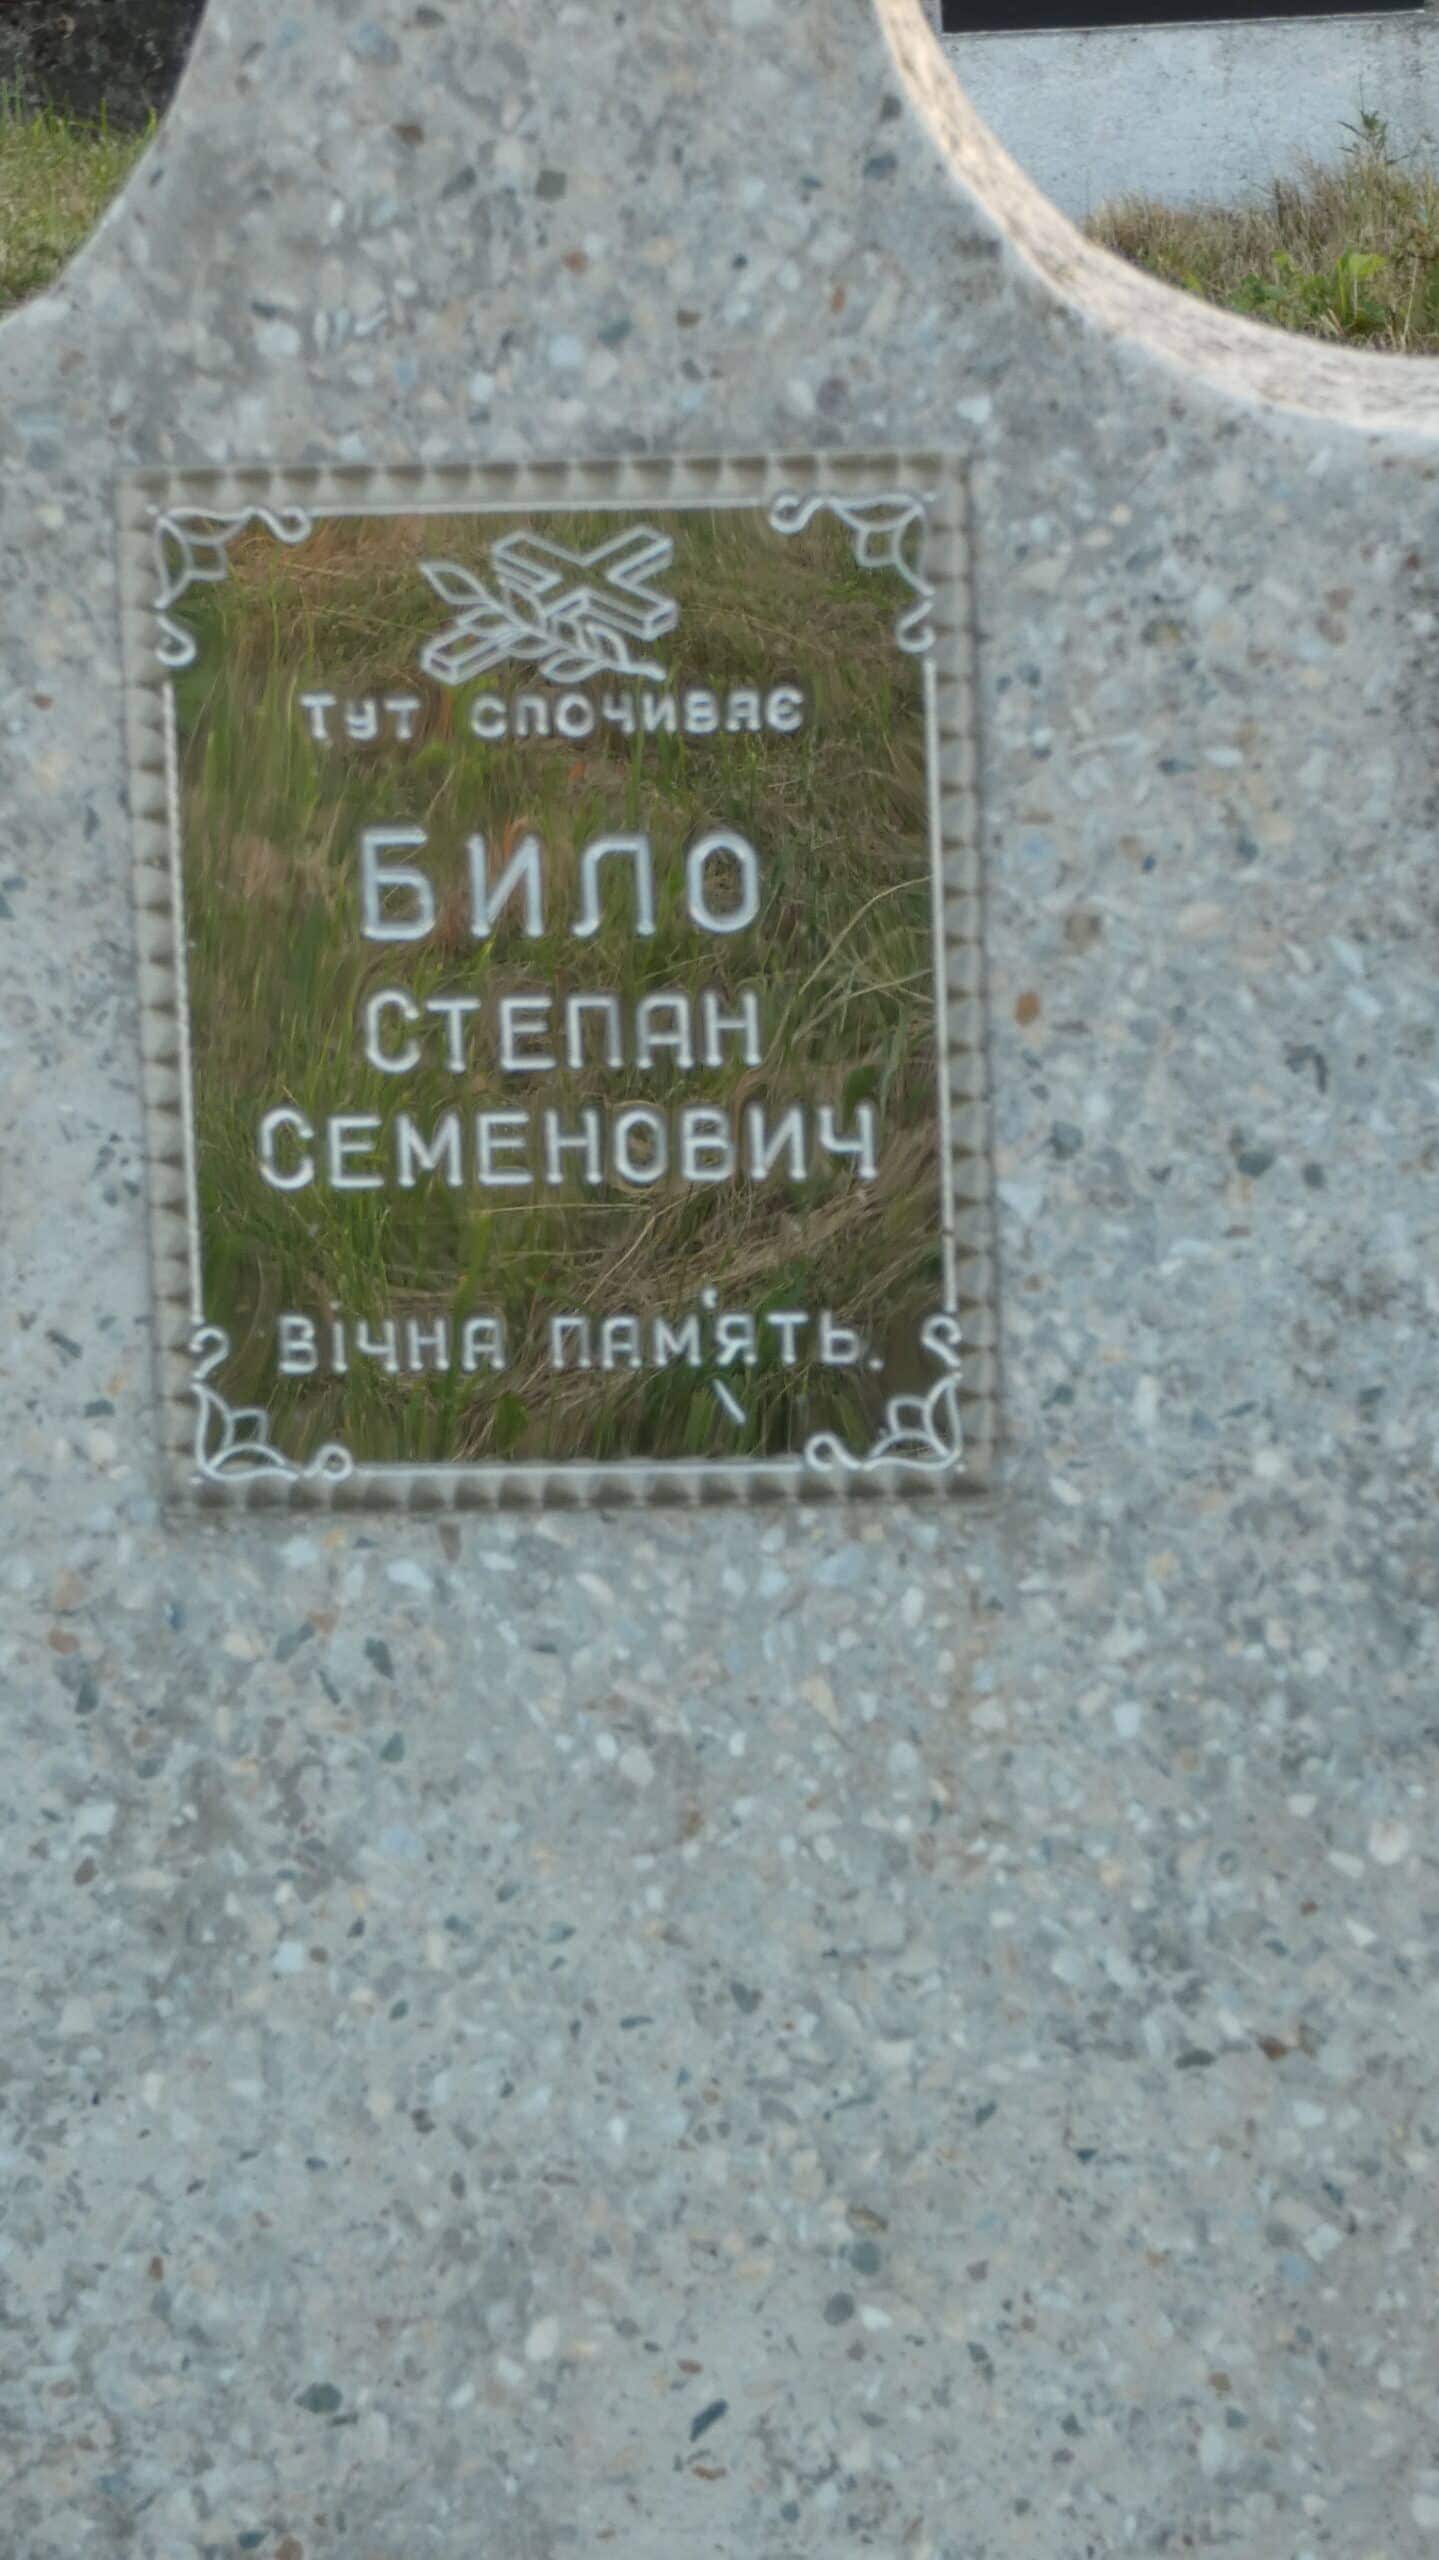 ТУТ СПОЧИВАЄ
БИЛО
СТЕПАН
СЕМЕНОВИЧ
ВІЧНА ПАМ'ЯТЬ.